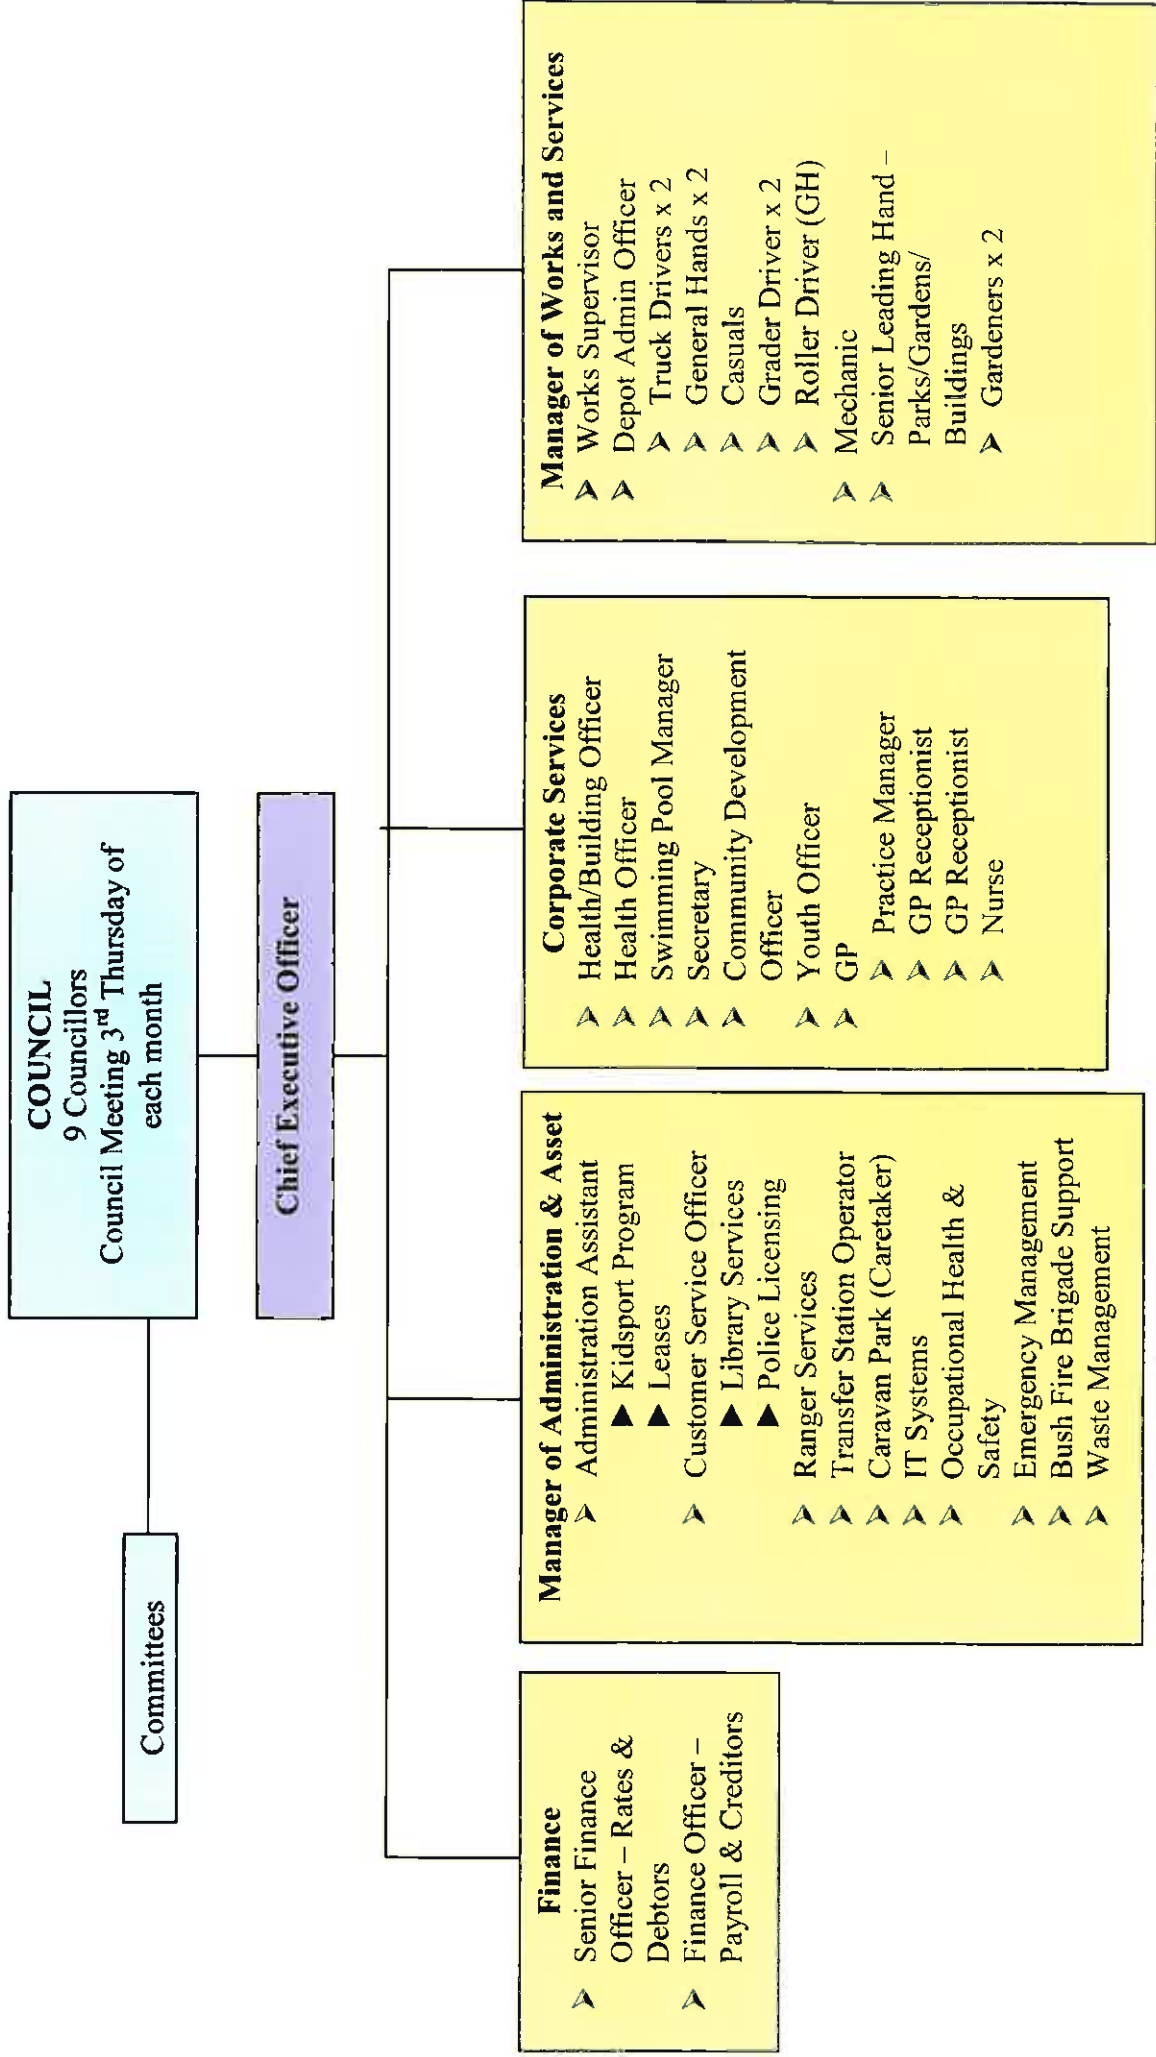 COUNCIL
9 Councillors
Council Meeting 3rd Thursday of
each month
Committees
Chief Executive Officer
Finance
➢ Senior Finance
Officer – Rates &
Debtors
➢ Finance Officer –
Payroll & Creditors
Manager of Administration & Asset
➢ Administration Assistant
▶ Kidsport Program
▶ Leases
➢ Customer Service Officer
▶ Library Services
▶ Police Licensing
➢ Ranger Services
➢ Transfer Station Operator
➢ Caravan Park (Caretaker)
➢ IT Systems
➢ Occupational Health &
Safety
➢ Emergency Management
➢ Bush Fire Brigade Support
➢ Waste Management
Corporate Services
➢ Health/Building Officer
➢ Health Officer
➢ Swimming Pool Manager
➢ Secretary
➢ Community Development
Officer
➢ Youth Officer
➢ GP
➢ Practice Manager
➢ GP Receptionist
➢ GP Receptionist
➢ Nurse
Manager of Works and Services
➢ Works Supervisor
➢ Depot Admin Officer
➢ Truck Drivers x 2
➢ General Hands x 2
➢ Casuals
➢ Grader Driver x 2
➢ Roller Driver (GH)
➢ Mechanic
➢ Senior Leading Hand –
Parks/Gardens/
Buildings
➢ Gardeners x 2